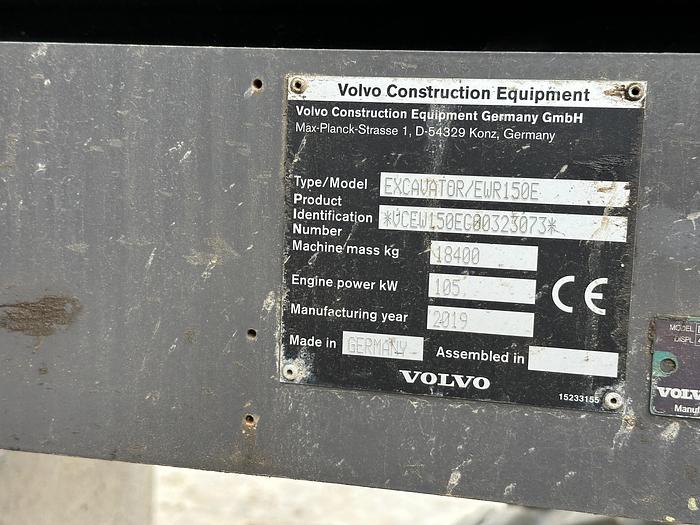 Volvo Construction Equipment
Volvo Construction Equipment Germany GmbH
Max-Planck-Strasse 1, D-54329 Konz, Germany
Type/Model EXCAVATOR/EWR150E
Product
Identification *VCEW150EC00323073*
Number
Machine mass kg 18400
Engine power kW 105
Manufacturing year 2019
CE
Made in GERMANY Assembled in
VOLVO
15233155
MODEL
DISPL